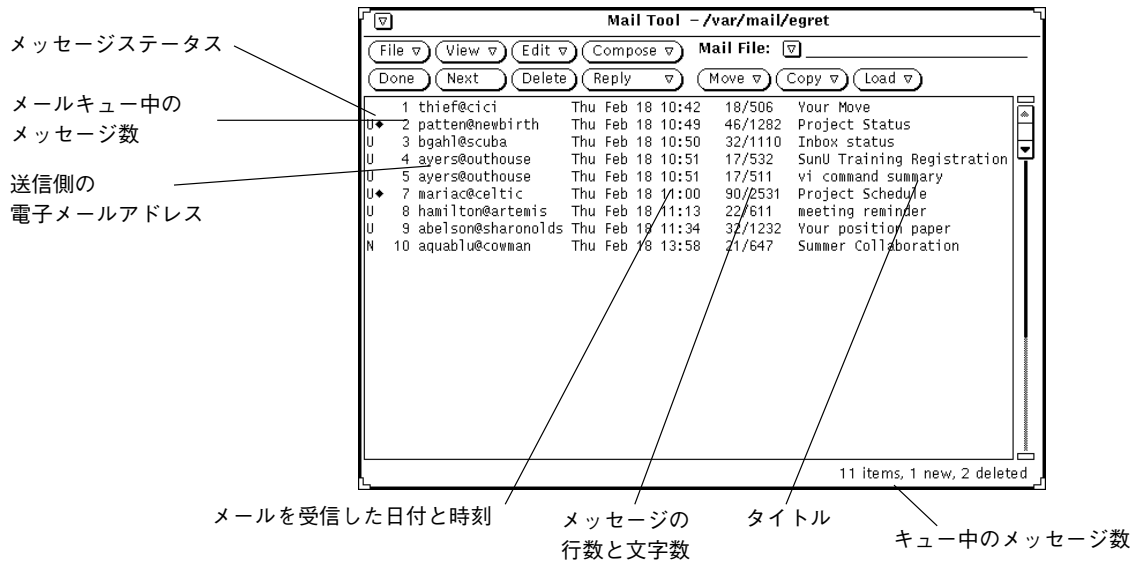 Mail Tool – /var/mail/egret
File View Edit Compose Mail File:
Done Next Delete Reply Move Copy Load
1 thief@cici Thu Feb 18 10:42 18/506 Your Move
U◆ 2 patten@newbirth Thu Feb 18 10:49 46/1282 Project Status
U 3 bgahl@scuba Thu Feb 18 10:50 32/1110 Inbox status
U 4 ayers@outhouse Thu Feb 18 10:51 17/532 SunU Training Registration
U 5 ayers@outhouse Thu Feb 18 10:51 17/511 vi command summary
U◆ 7 mariac@celtic Thu Feb 18 11:00 90/2531 Project Schedule
U 8 hamilton@artemis Thu Feb 18 11:13 22/611 meeting reminder
U 9 abelson@sharonolds Thu Feb 18 11:34 32/1232 Your position paper
N 10 aquablu@cowman Thu Feb 18 13:58 21/647 Summer Collaboration
11 items, 1 new, 2 deleted
メッセージステータス
メールキュー中の
メッセージ数
送信側の
電子メールアドレス
メールを受信した日付と時刻
メッセージの
行数と文字数
タイトル
キュー中のメッセージ数